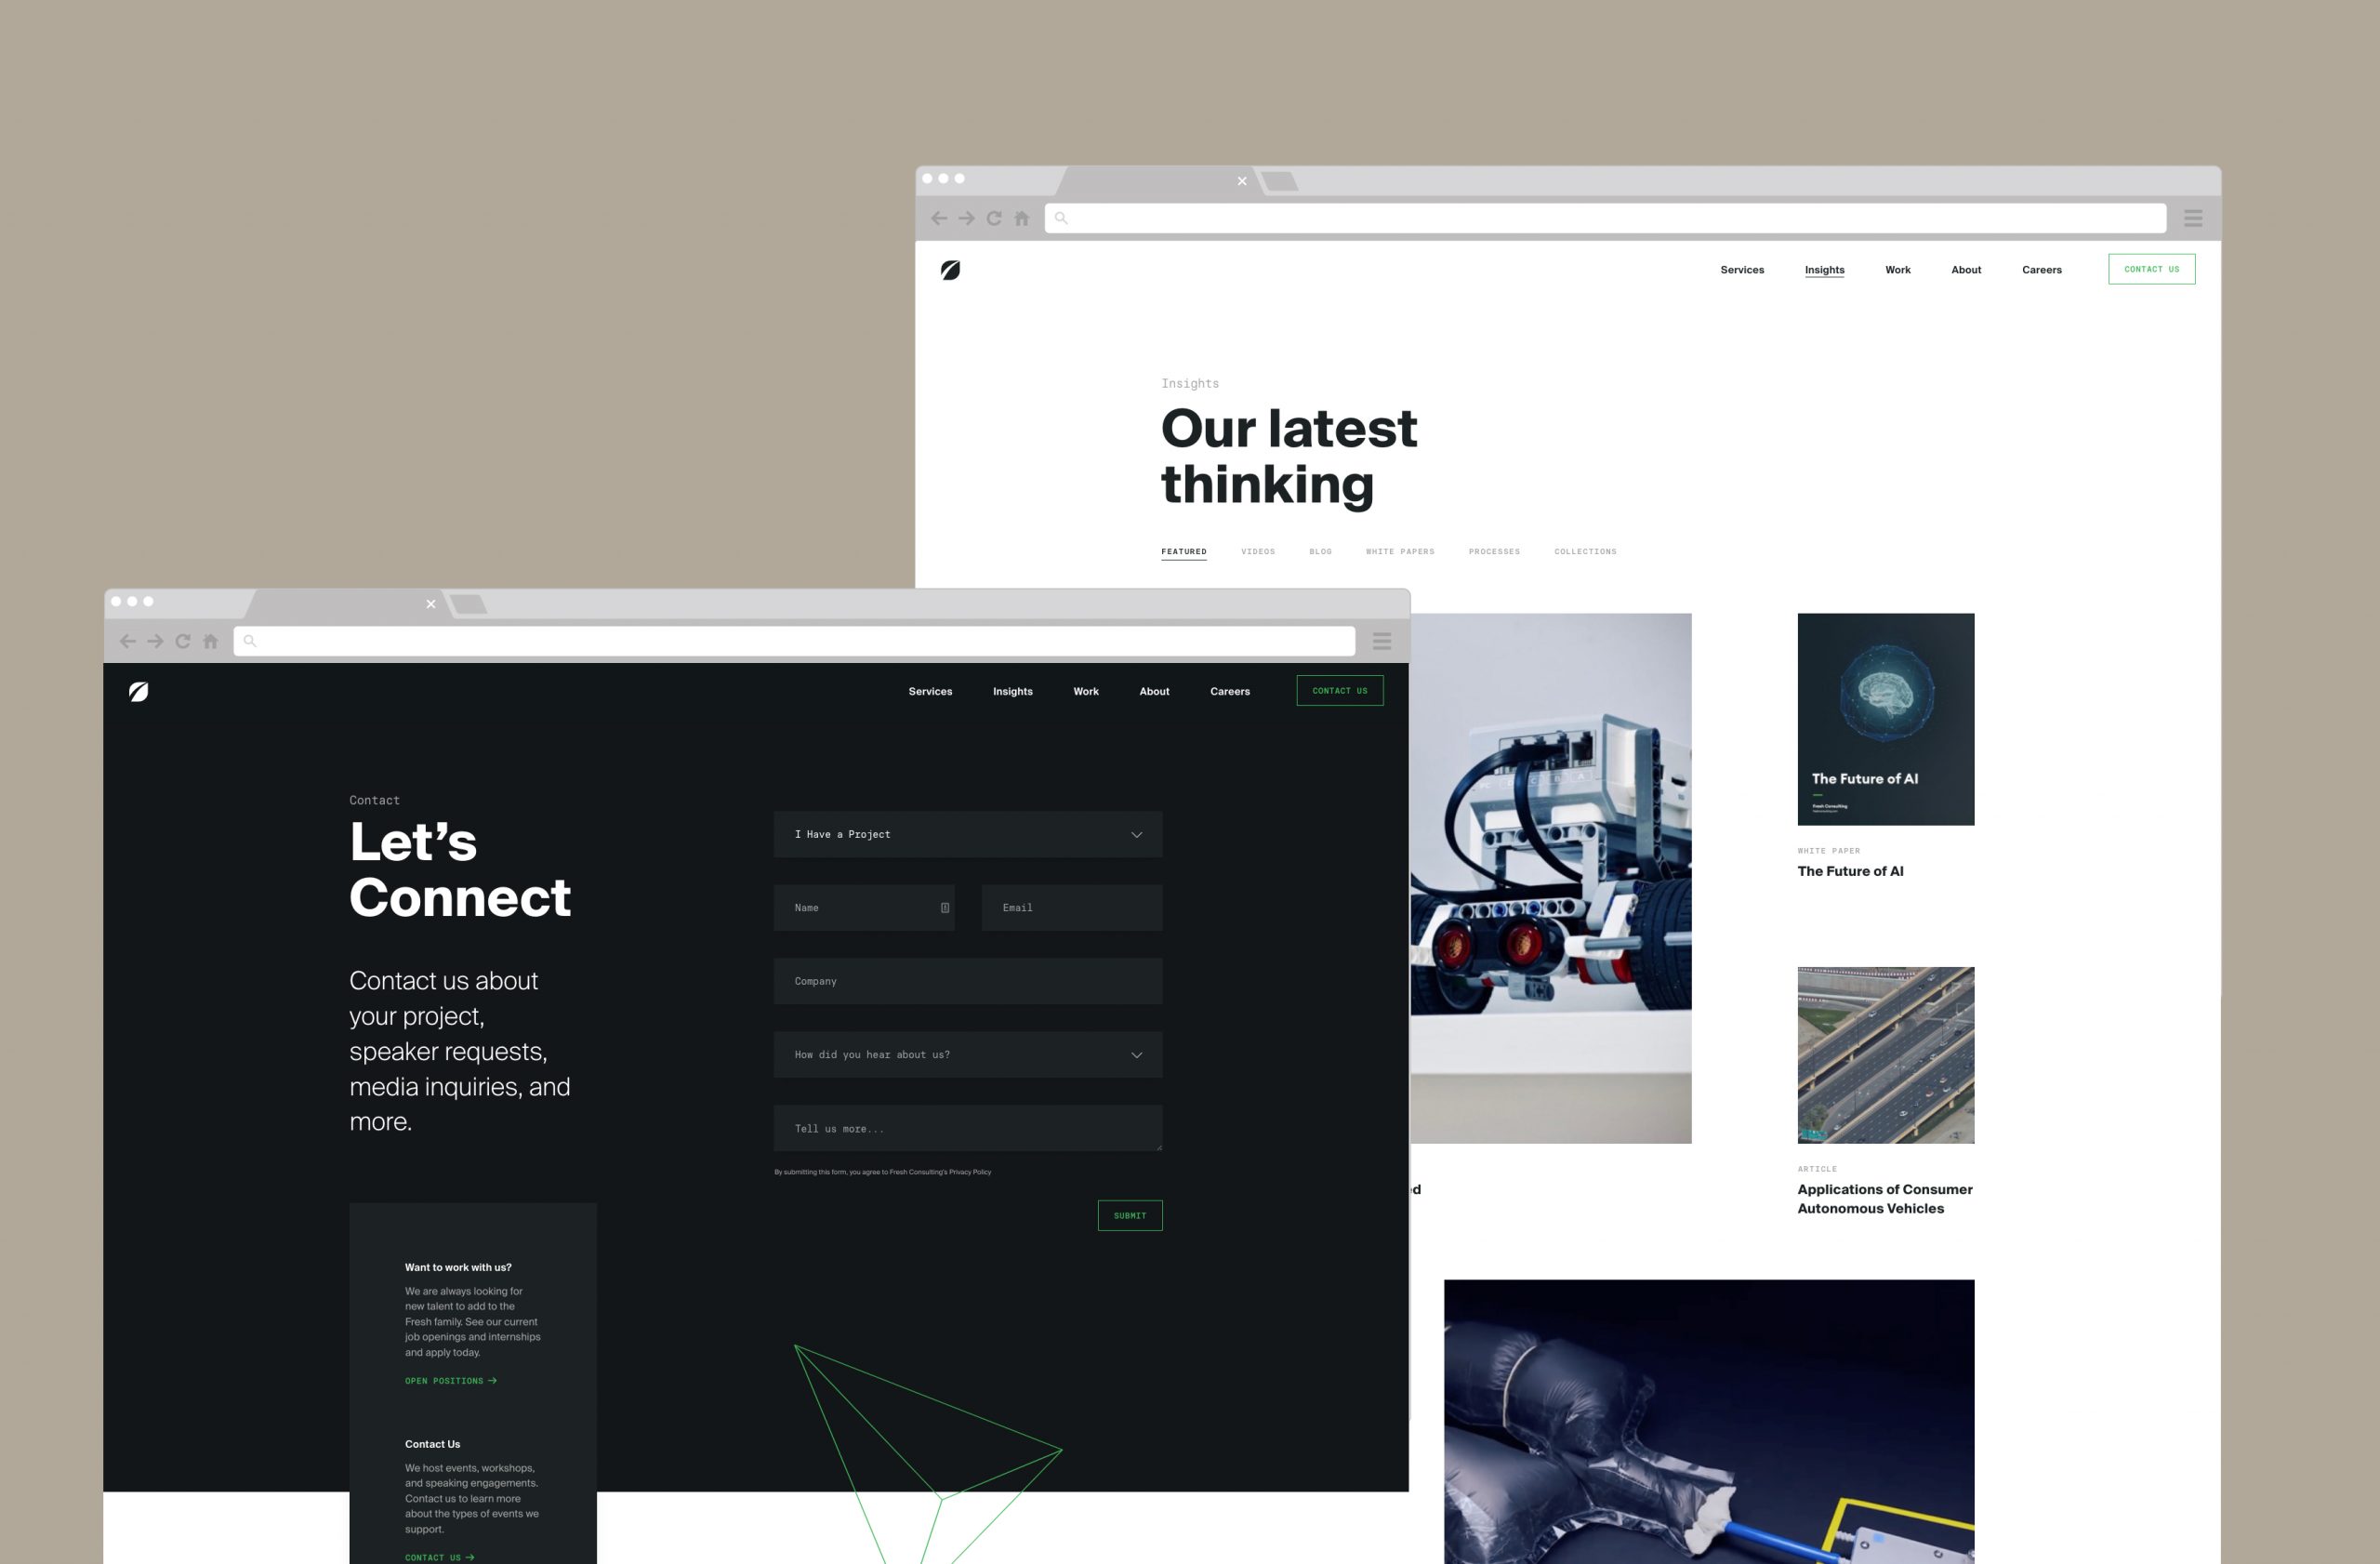 Services
Insights
Work
About
Careers
CONTACT US
Insights
Our latest
thinking
FEATURED
VIDEOS
BLOG
WHITE PAPERS
PROCESSES
COLLECTIONS
The Future of AI
Fresh Consulting
WHITE PAPER
The Future of AI
ARTICLE
Applications of Consumer
Autonomous Vehicles
Services
Insights
Work
About
Careers
CONTACT US
Contact
Let's
Connect
Contact us about
your project,
speaker requests,
media inquiries, and
more.
I Have a Project
Name
Email
Company
How did you hear about us?
Tell us more...
By submitting this form, you agree to Fresh Consulting's Privacy Policy
SUBMIT
Want to work with us?
We are always looking for
new talent to add to the
Fresh family. See our current
job openings and internships
and apply today.
OPEN POSITIONS →
Contact Us
We host events, workshops,
and speaking engagements.
Contact us to learn more
about the types of events we
support.
CONTACT US →